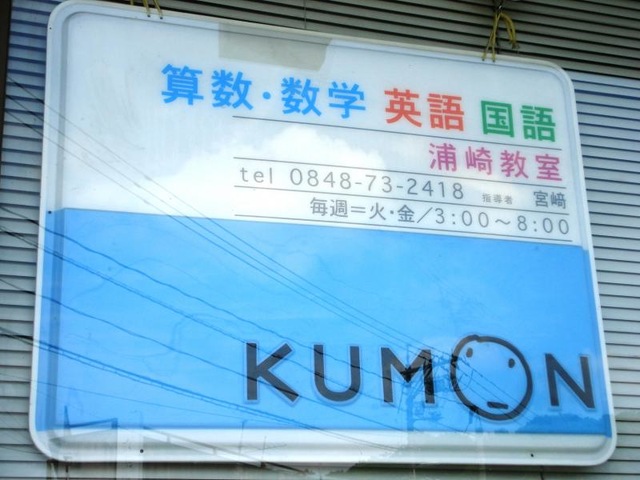 算数・数学 英語 国語
浦崎教室
tel 0848-73-2418 指導者 宮﨑
毎週＝火・金／3:00〜8:00
KUMON